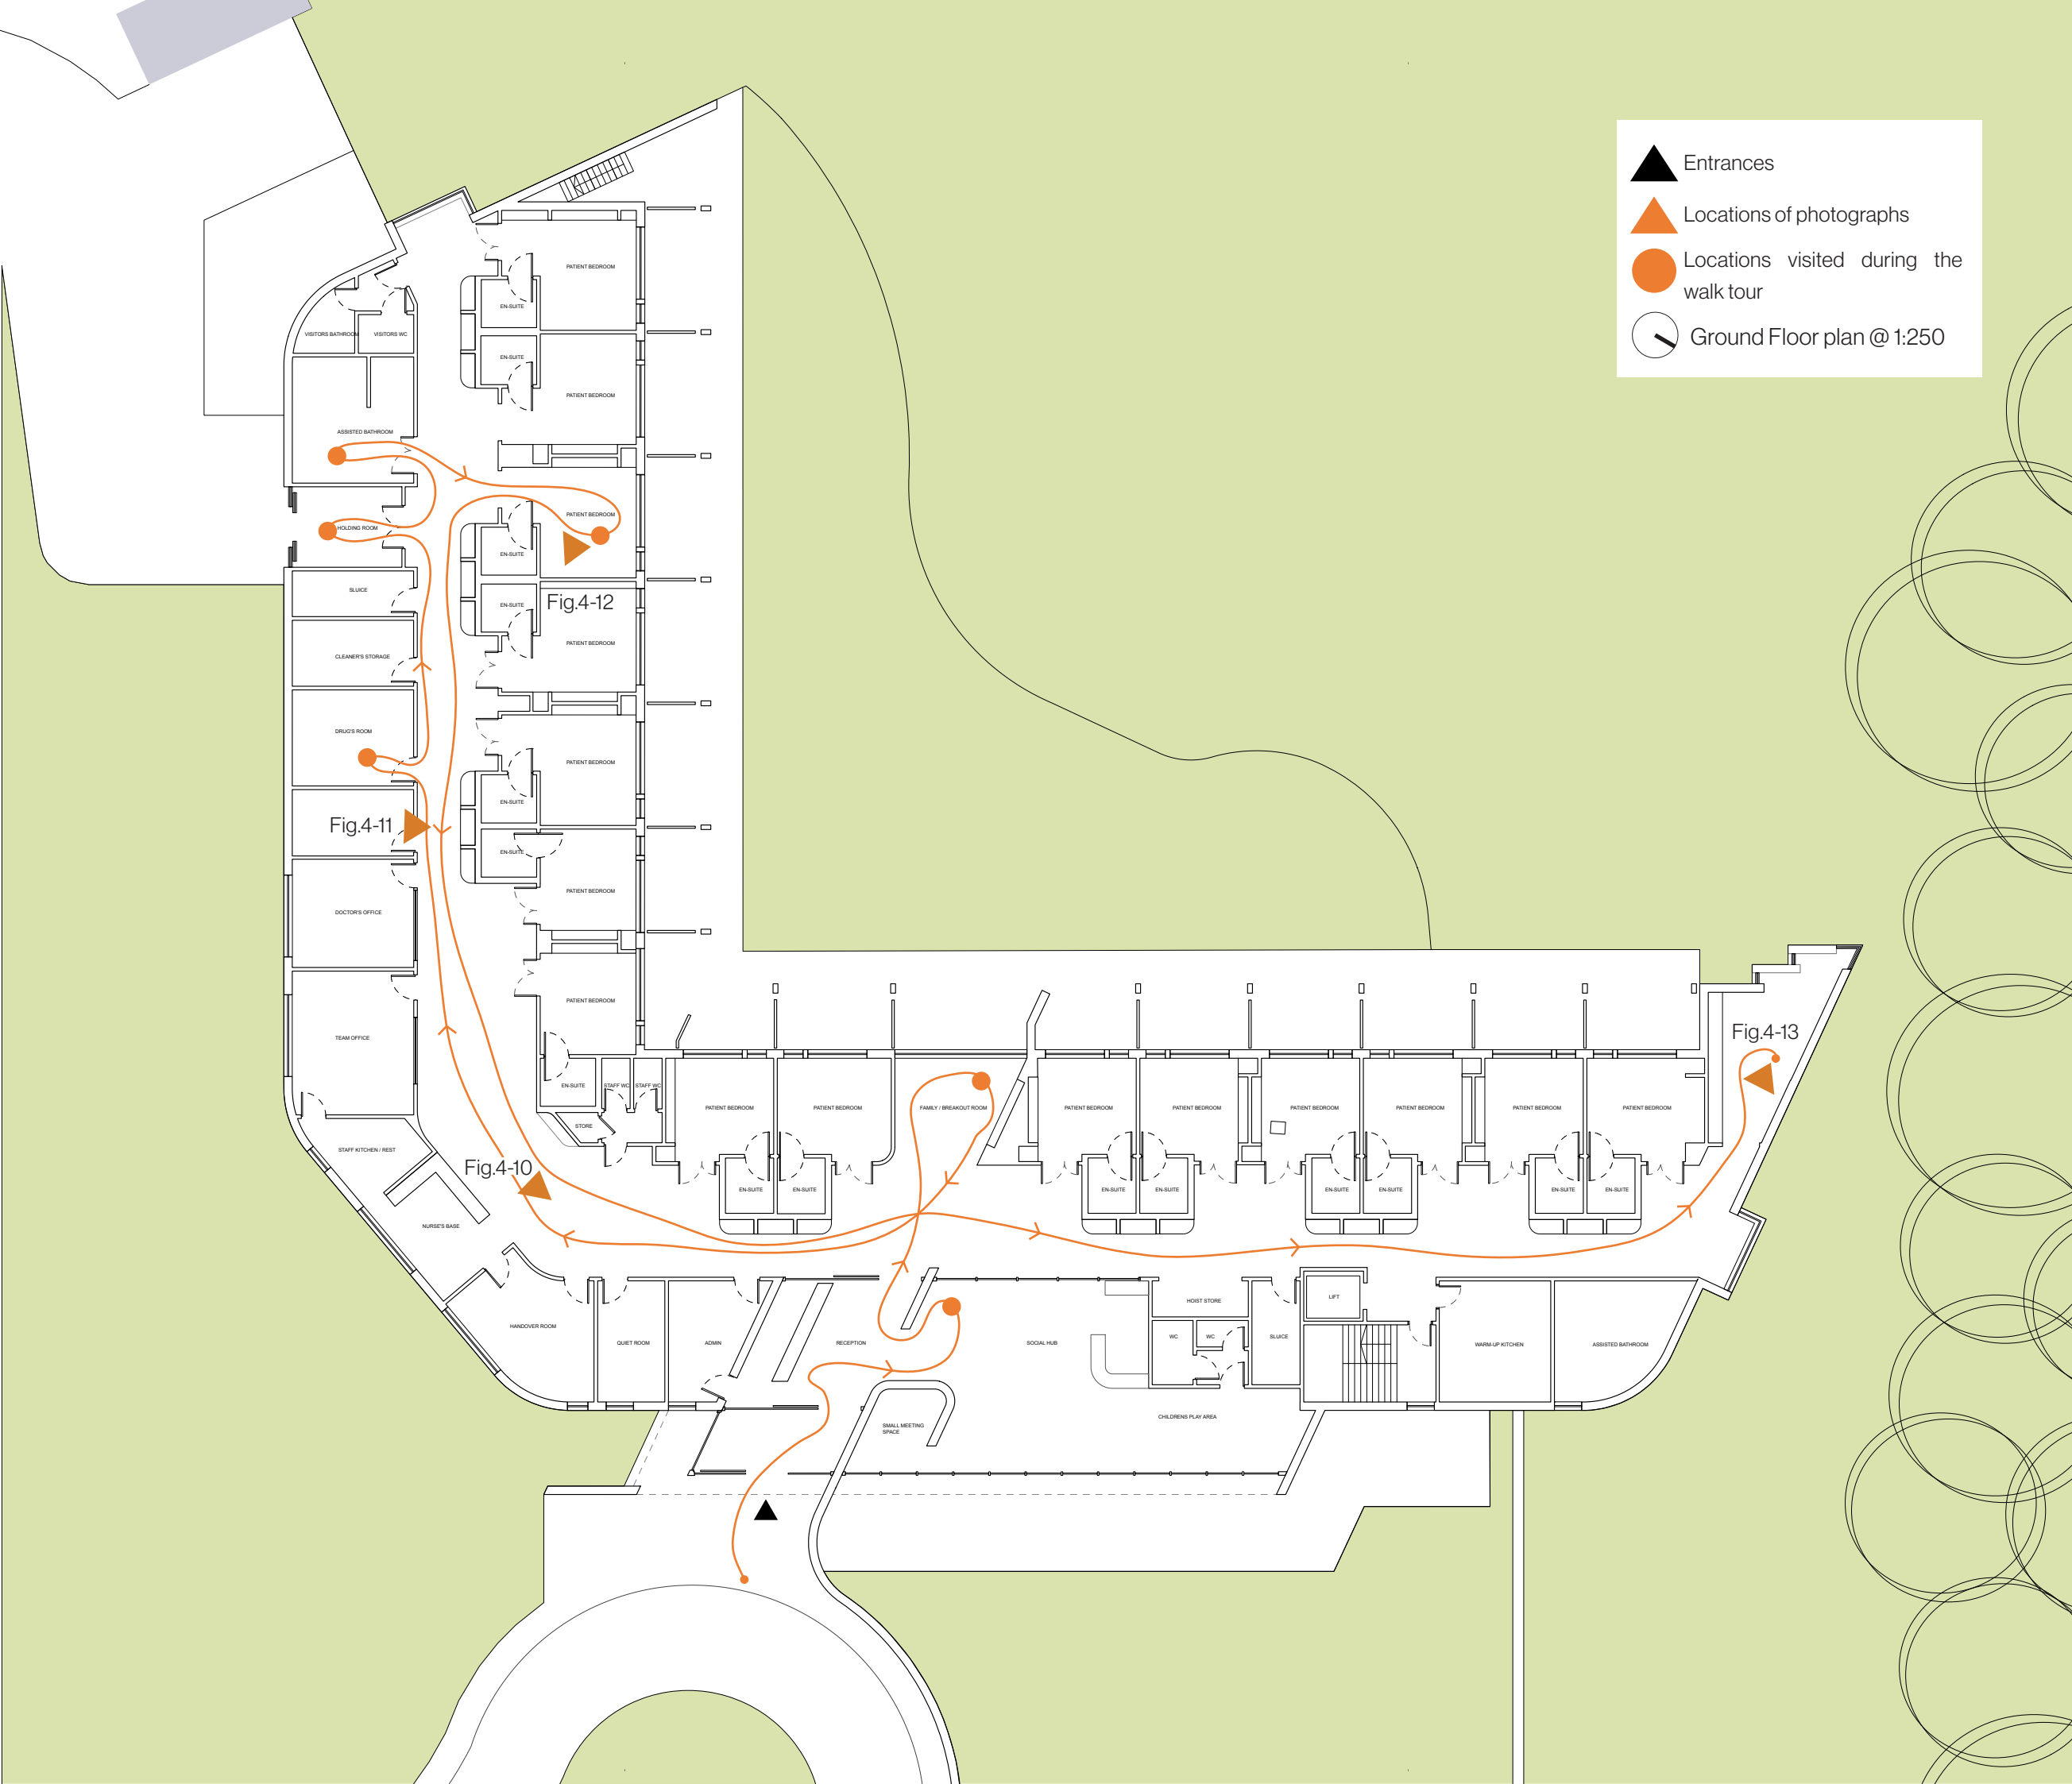 Entrances
Locations of photographs
Locations visited during the
walk tour
Ground Floor plan @ 1:250
PATIENT BEDROOM
EN-SUITE
VISITORS BATHROOM
VISITORS WC
EN-SUITE
PATIENT BEDROOM
ASSISTED BATHROOM
PATIENT BEDROOM
HOLDING ROOM
EN-SUITE
SLUICE
EN-SUITE
Fig.4-12
PATIENT BEDROOM
CLEANER'S STORAGE
DRUG'S ROOM
PATIENT BEDROOM
EN-SUITE
Fig.4-11
EN-SUITE
PATIENT BEDROOM
DOCTOR'S OFFICE
PATIENT BEDROOM
TEAM OFFICE
Fig.4-13
EN-SUITE
STAFF WC
STAFF WC
PATIENT BEDROOM
PATIENT BEDROOM
FAMILY / BREAKOUT ROOM
PATIENT BEDROOM
PATIENT BEDROOM
PATIENT BEDROOM
PATIENT BEDROOM
PATIENT BEDROOM
PATIENT BEDROOM
STORE
STAFF KITCHEN / REST
Fig.4-10
EN-SUITE
EN-SUITE
EN-SUITE
EN-SUITE
EN-SUITE
EN-SUITE
EN-SUITE
EN-SUITE
NURSE'S BASE
HOIST STORE
LIFT
HANDOVER ROOM
QUIET ROOM
ADMIN
RECEPTION
SOCIAL HUB
WC
WC
SLUICE
WARM-UP KITCHEN
ASSISTED BATHROOM
CHILDRENS PLAY AREA
SMALL MEETING
SPACE